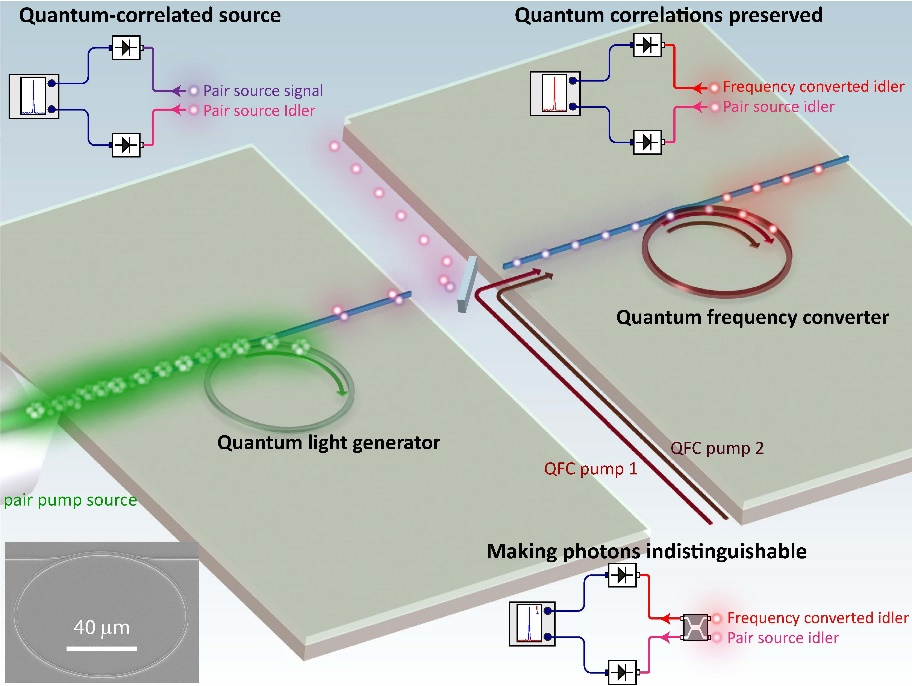 Quantum-correlated source
Pair source signal
Pair source Idler
Quantum correlations preserved
Frequency converted idler
Pair source idler
Quantum frequency converter
Quantum light generator
QFC pump 2
QFC pump 1
pair pump source
Making photons indistinguishable
Frequency converted idler
Pair source idler
40 μm